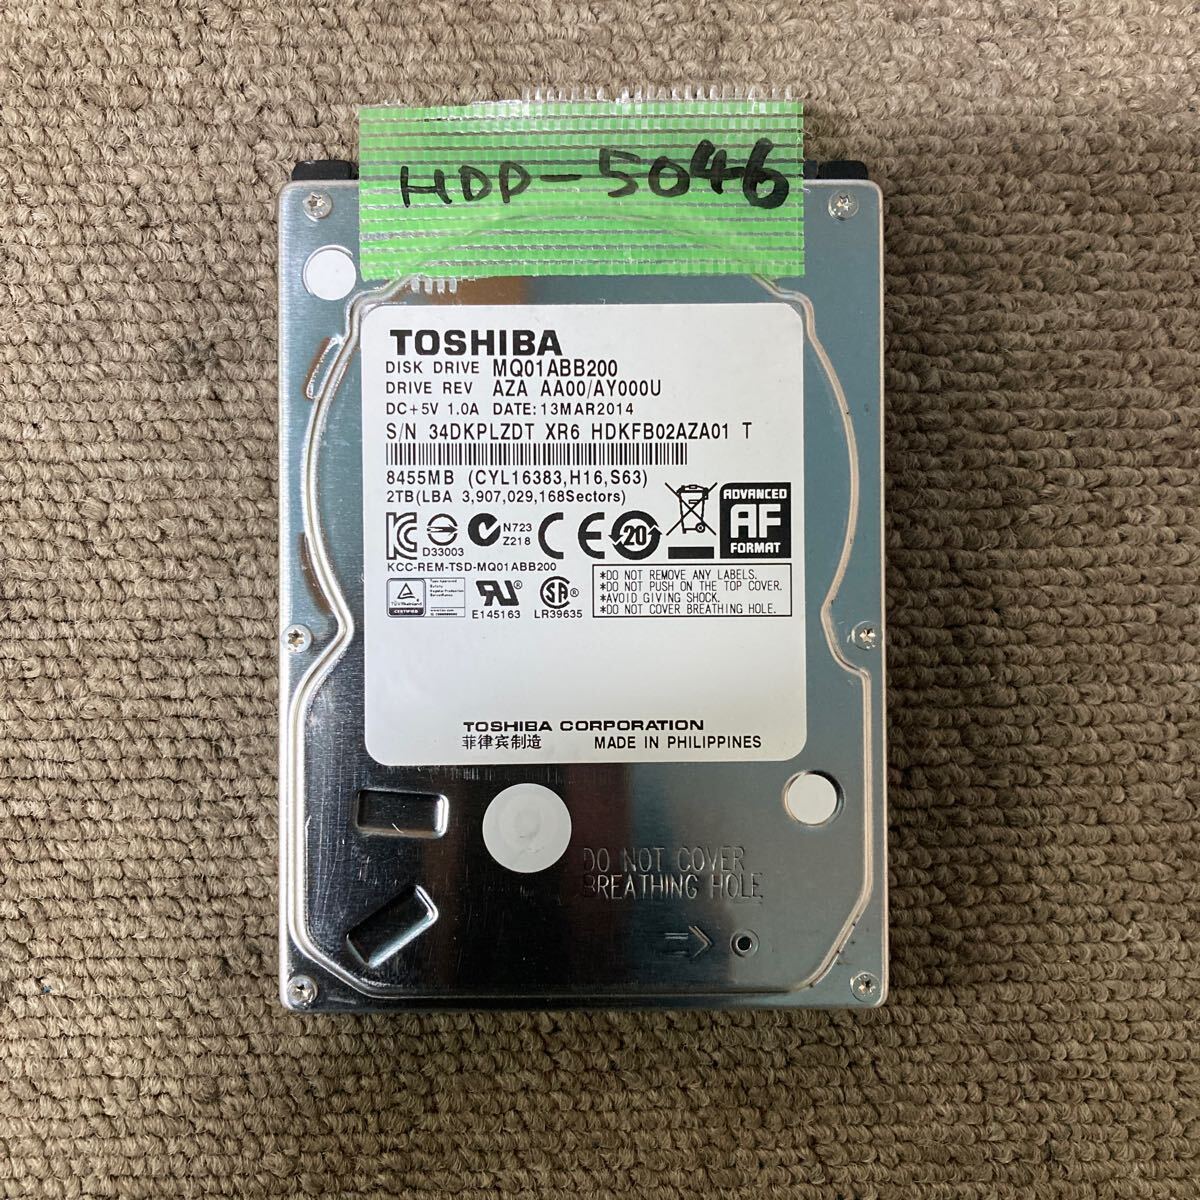 HDD-5046
TOSHIBA
DISK DRIVE MQ01ABB200
DRIVE REV AZA AA00/AY000U
DC+5V 1.0A DATE:13MAR2014
S/N 34DKPLZDT XR6 HDKFB02AZA01 T
8455MB (CYL16383,H16,S63)
2TB(LBA 3,907,029,168Sectors)
D33003
N723
Z218
20
ADVANCED
AF
FORMAT
KCC-REM-TSD-MQ01ABB200
TÜVRheinland
CERTIFIED
E145163
LR39635
*DO NOT REMOVE ANY LABELS.
*DO NOT PUSH ON THE TOP COVER.
*AVOID GIVING SHOCK.
*DO NOT COVER BREATHING HOLE.
TOSHIBA CORPORATION
菲律宾制造 MADE IN PHILIPPINES
DO NOT COVER
BREATHING HOLE